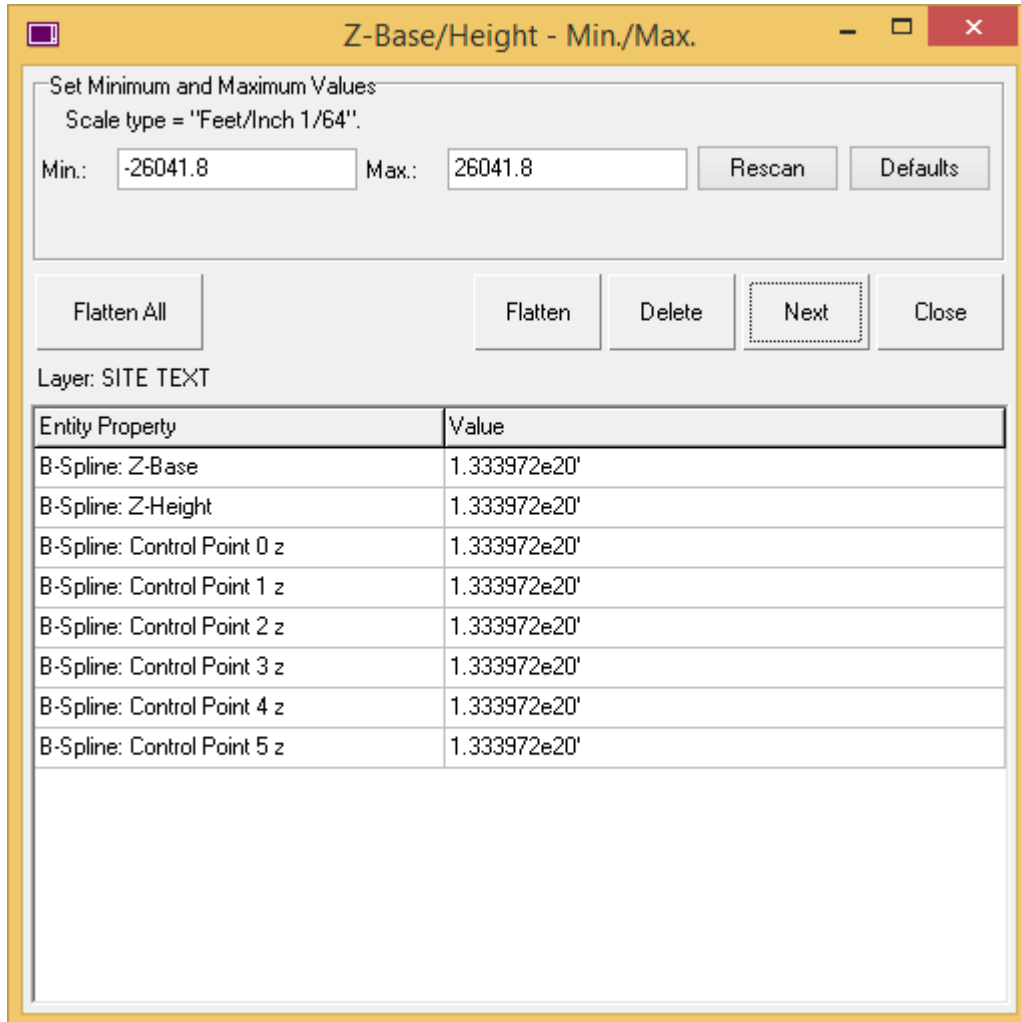 Z-Base/Height - Min./Max.
Set Minimum and Maximum Values
Scale type = "Feet/Inch 1/64".
Min.: -26041.8 Max.: 26041.8 Rescan Defaults
Flatten All Flatten Delete Next Close
Layer: SITE TEXT
Entity Property Value
B-Spline: Z-Base 1.333972e20'
B-Spline: Z-Height 1.333972e20'
B-Spline: Control Point 0 z 1.333972e20'
B-Spline: Control Point 1 z 1.333972e20'
B-Spline: Control Point 2 z 1.333972e20'
B-Spline: Control Point 3 z 1.333972e20'
B-Spline: Control Point 4 z 1.333972e20'
B-Spline: Control Point 5 z 1.333972e20'